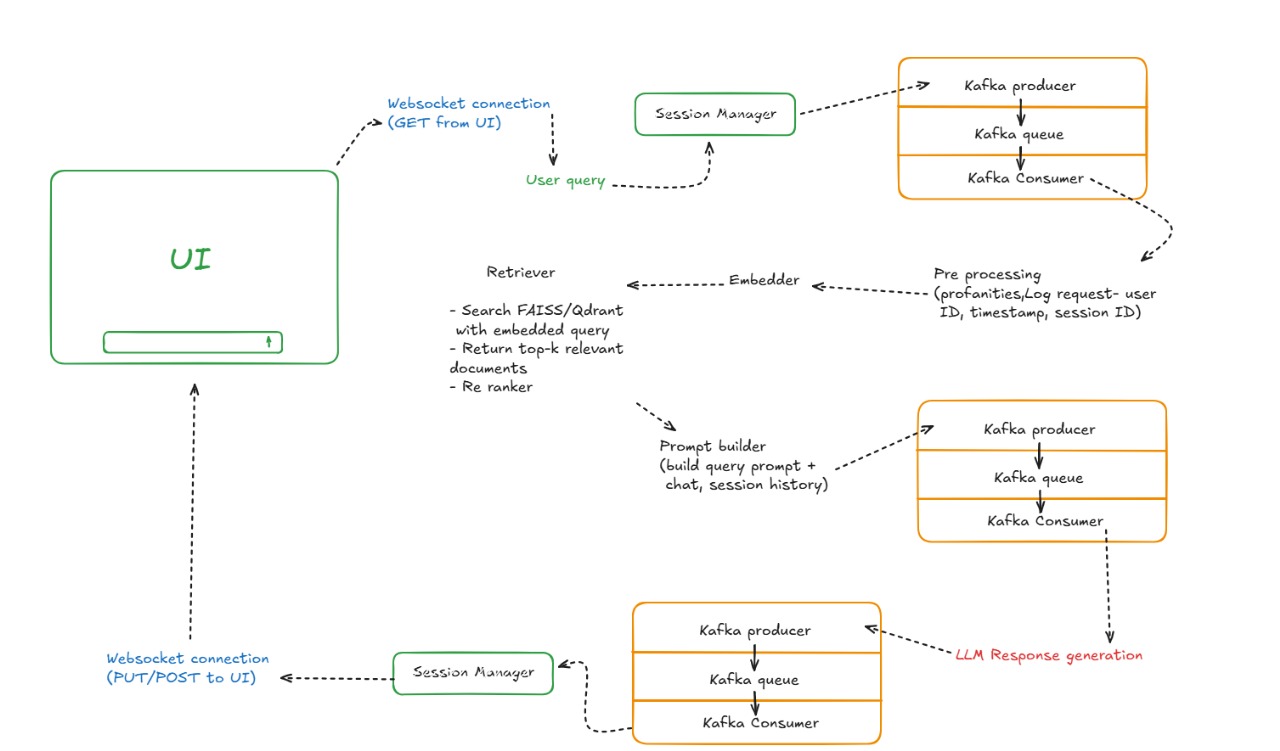 Websocket connection
(GET from UI)
User query
Session Manager
Kafka producer
Kafka queue
Kafka Consumer
UI
Pre processing
(profanities,Log request- user
ID, timestamp, session ID)
Embedder
Retriever
- Search FAISS/Qdrant
with embedded query
- Return top-k relevant
documents
- Re ranker
Prompt builder
(build query prompt +
chat, session history)
Kafka producer
Kafka queue
Kafka Consumer
LLM Response generation
Kafka producer
Kafka queue
Kafka Consumer
Session Manager
Websocket connection
(PUT/POST to UI)